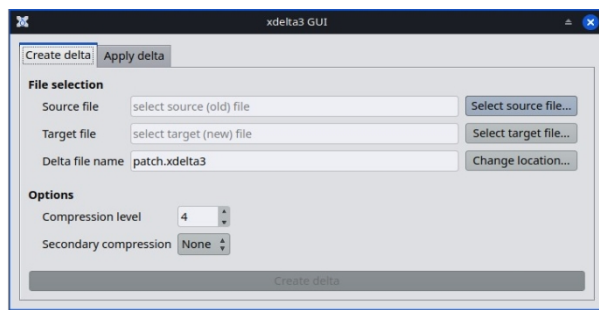 xdelta3 GUI
Create delta Apply delta
File selection
Source file select source (old) file Select source file...
Target file select target (new) file Select target file...
Delta file name patch.xdelta3 Change location...
Options
Compression level 4
Secondary compression None
Create delta